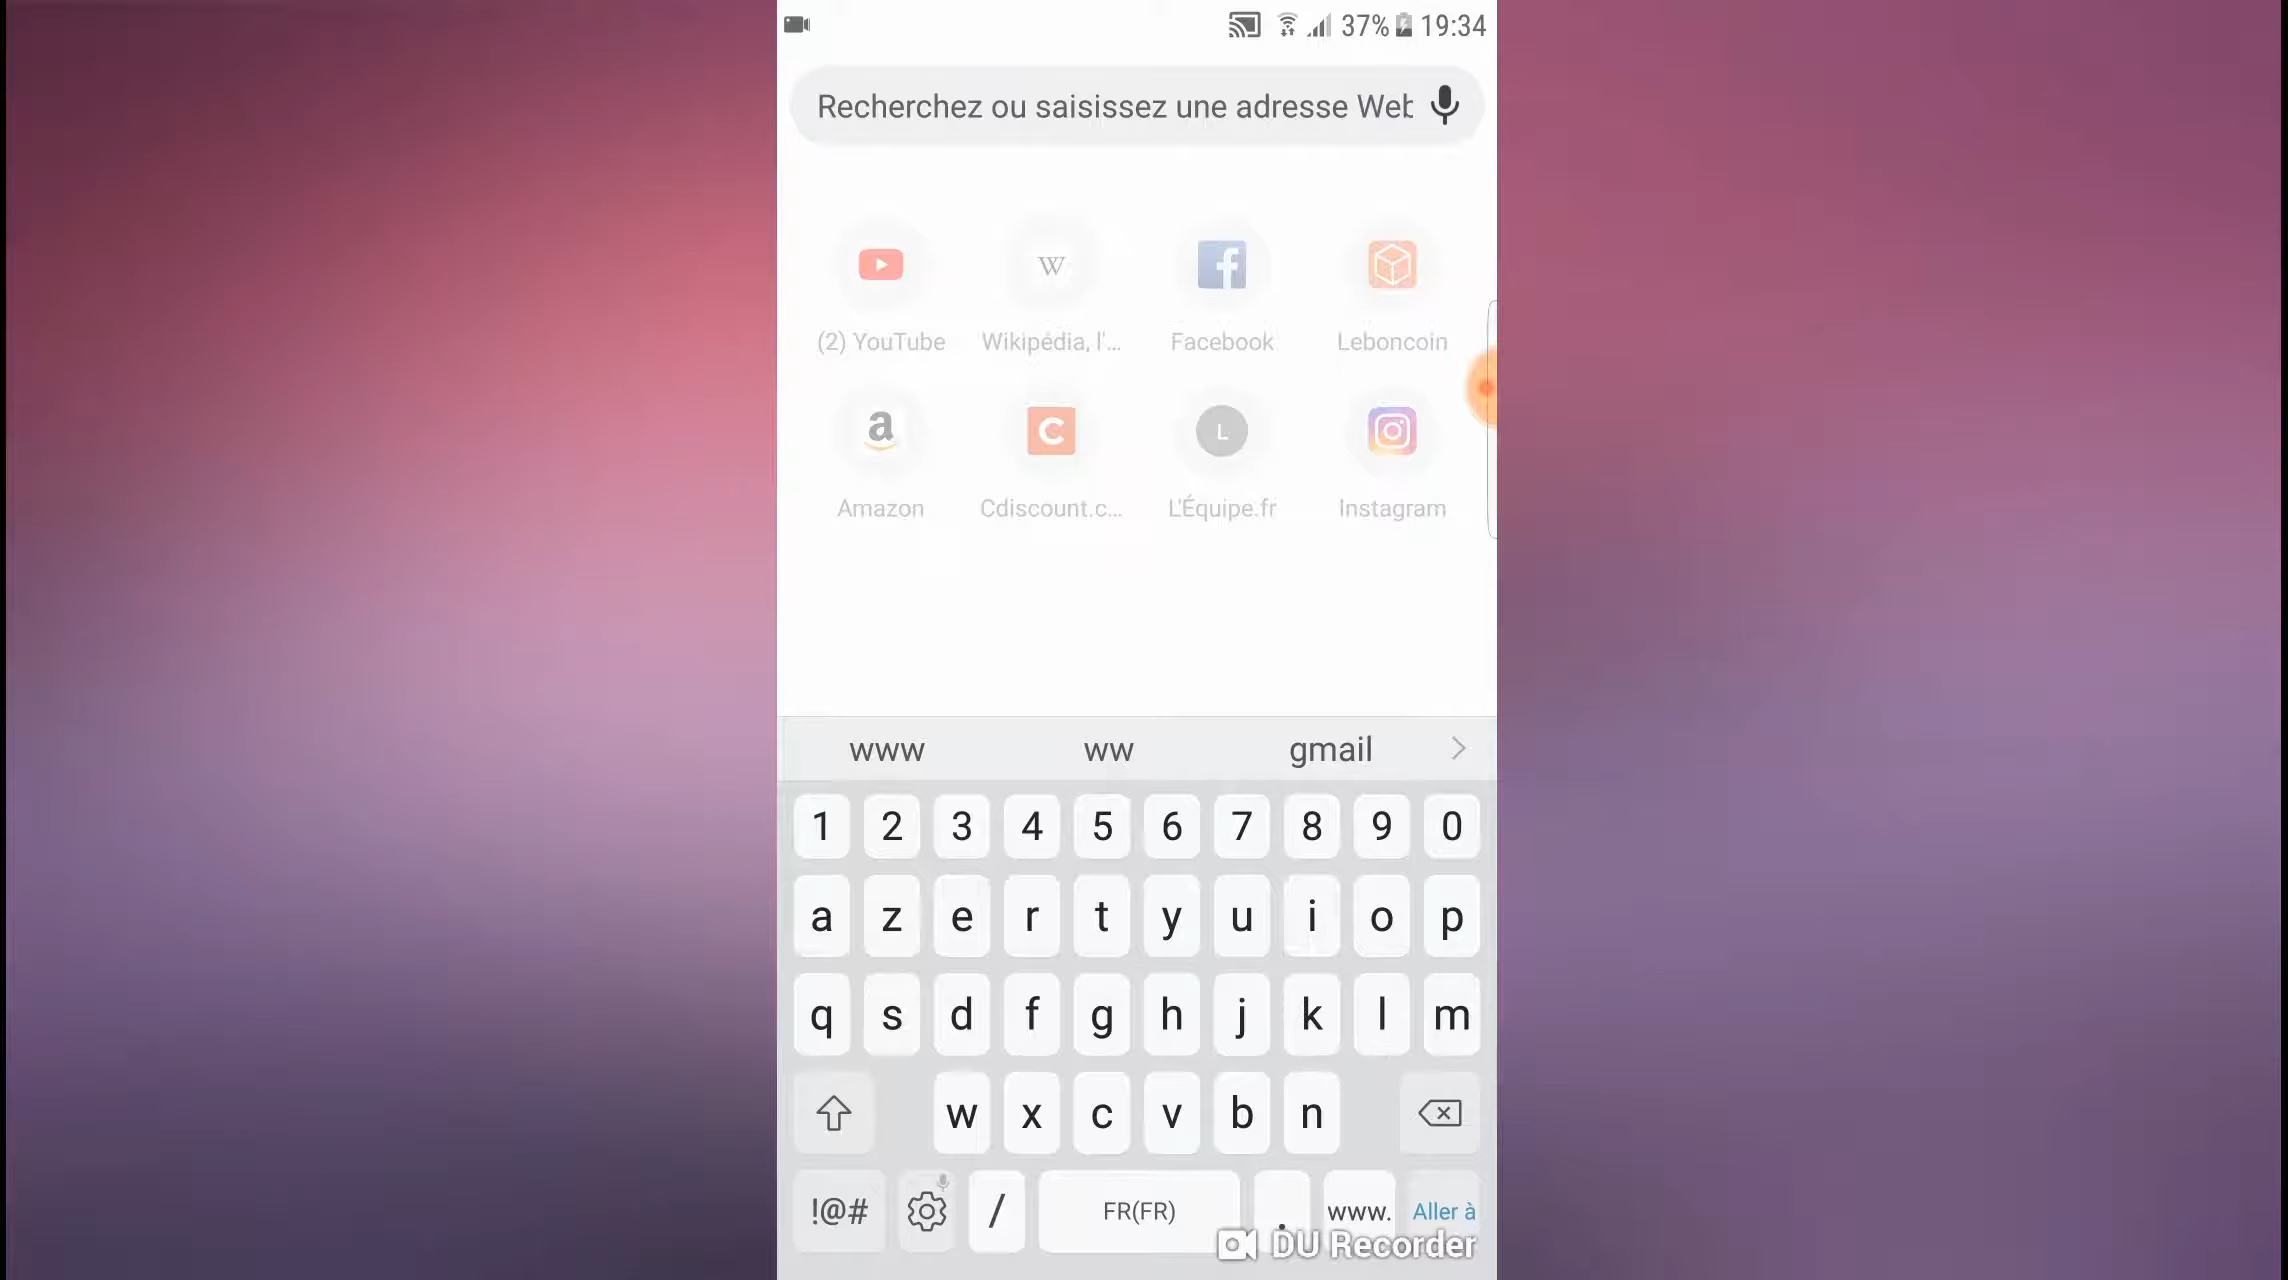 37% 19:34
Recherchez ou saisissez une adresse Web
W
(2) YouTube Wikipédia, l'... Facebook Leboncoin
a C L
Amazon Cdiscount.c... L'Équipe.fr Instagram
www ww gmail
1 2 3 4 5 6 7 8 9 0
a z e r t y u i o p
q s d f g h j k l m
w x c v b n
!@# / FR(FR) . www. Aller à
DU Recorder